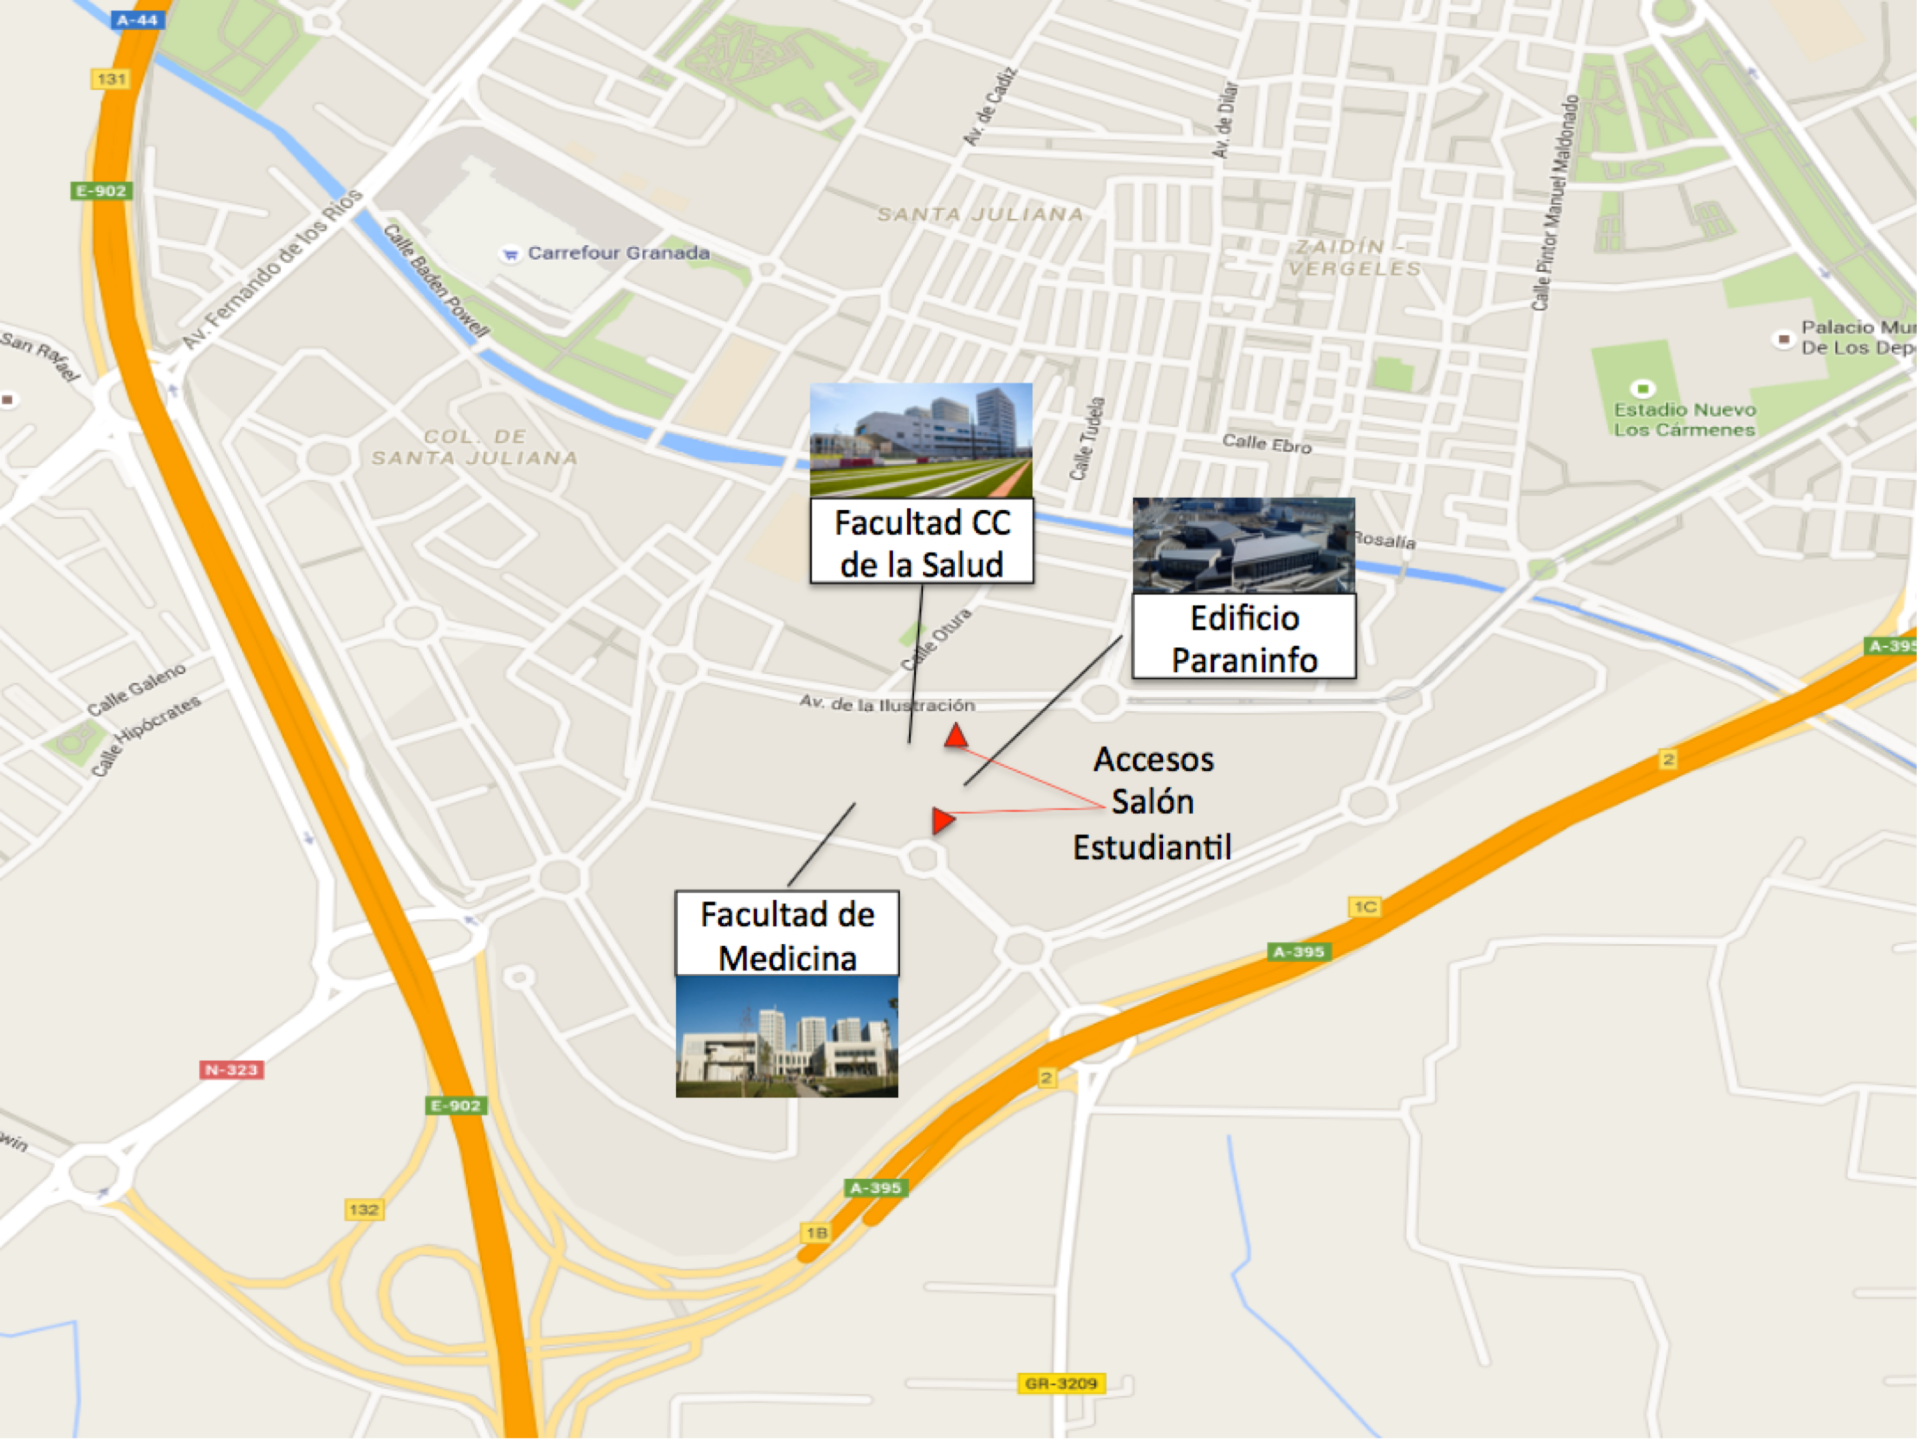 A-44
131
E-902
Av. de Cadiz
Av. de Dilar
Calle Pintor Manuel Maldonado
SANTA JULIANA
ZAIDÍN -
VERGELES
Av. Fernando de los Rios
Calle Baden Powell
Carrefour Granada
San Rafael
Palacio Mu
De Los Dep
Estadio Nuevo
Los Cármenes
COL. DE
SANTA JULIANA
Calle Tudela
Calle Ebro
Facultad CC
de la Salud
Rosalía
Edificio
Paraninfo
Calle Otura
A-395
Calle Galeno
Calle Hipócrates
Av. de la Ilustración
Accesos
Salón
Estudiantil
2
1C
A-395
Facultad de
Medicina
N-323
E-902
2
win
A-395
132
1B
GR-3209